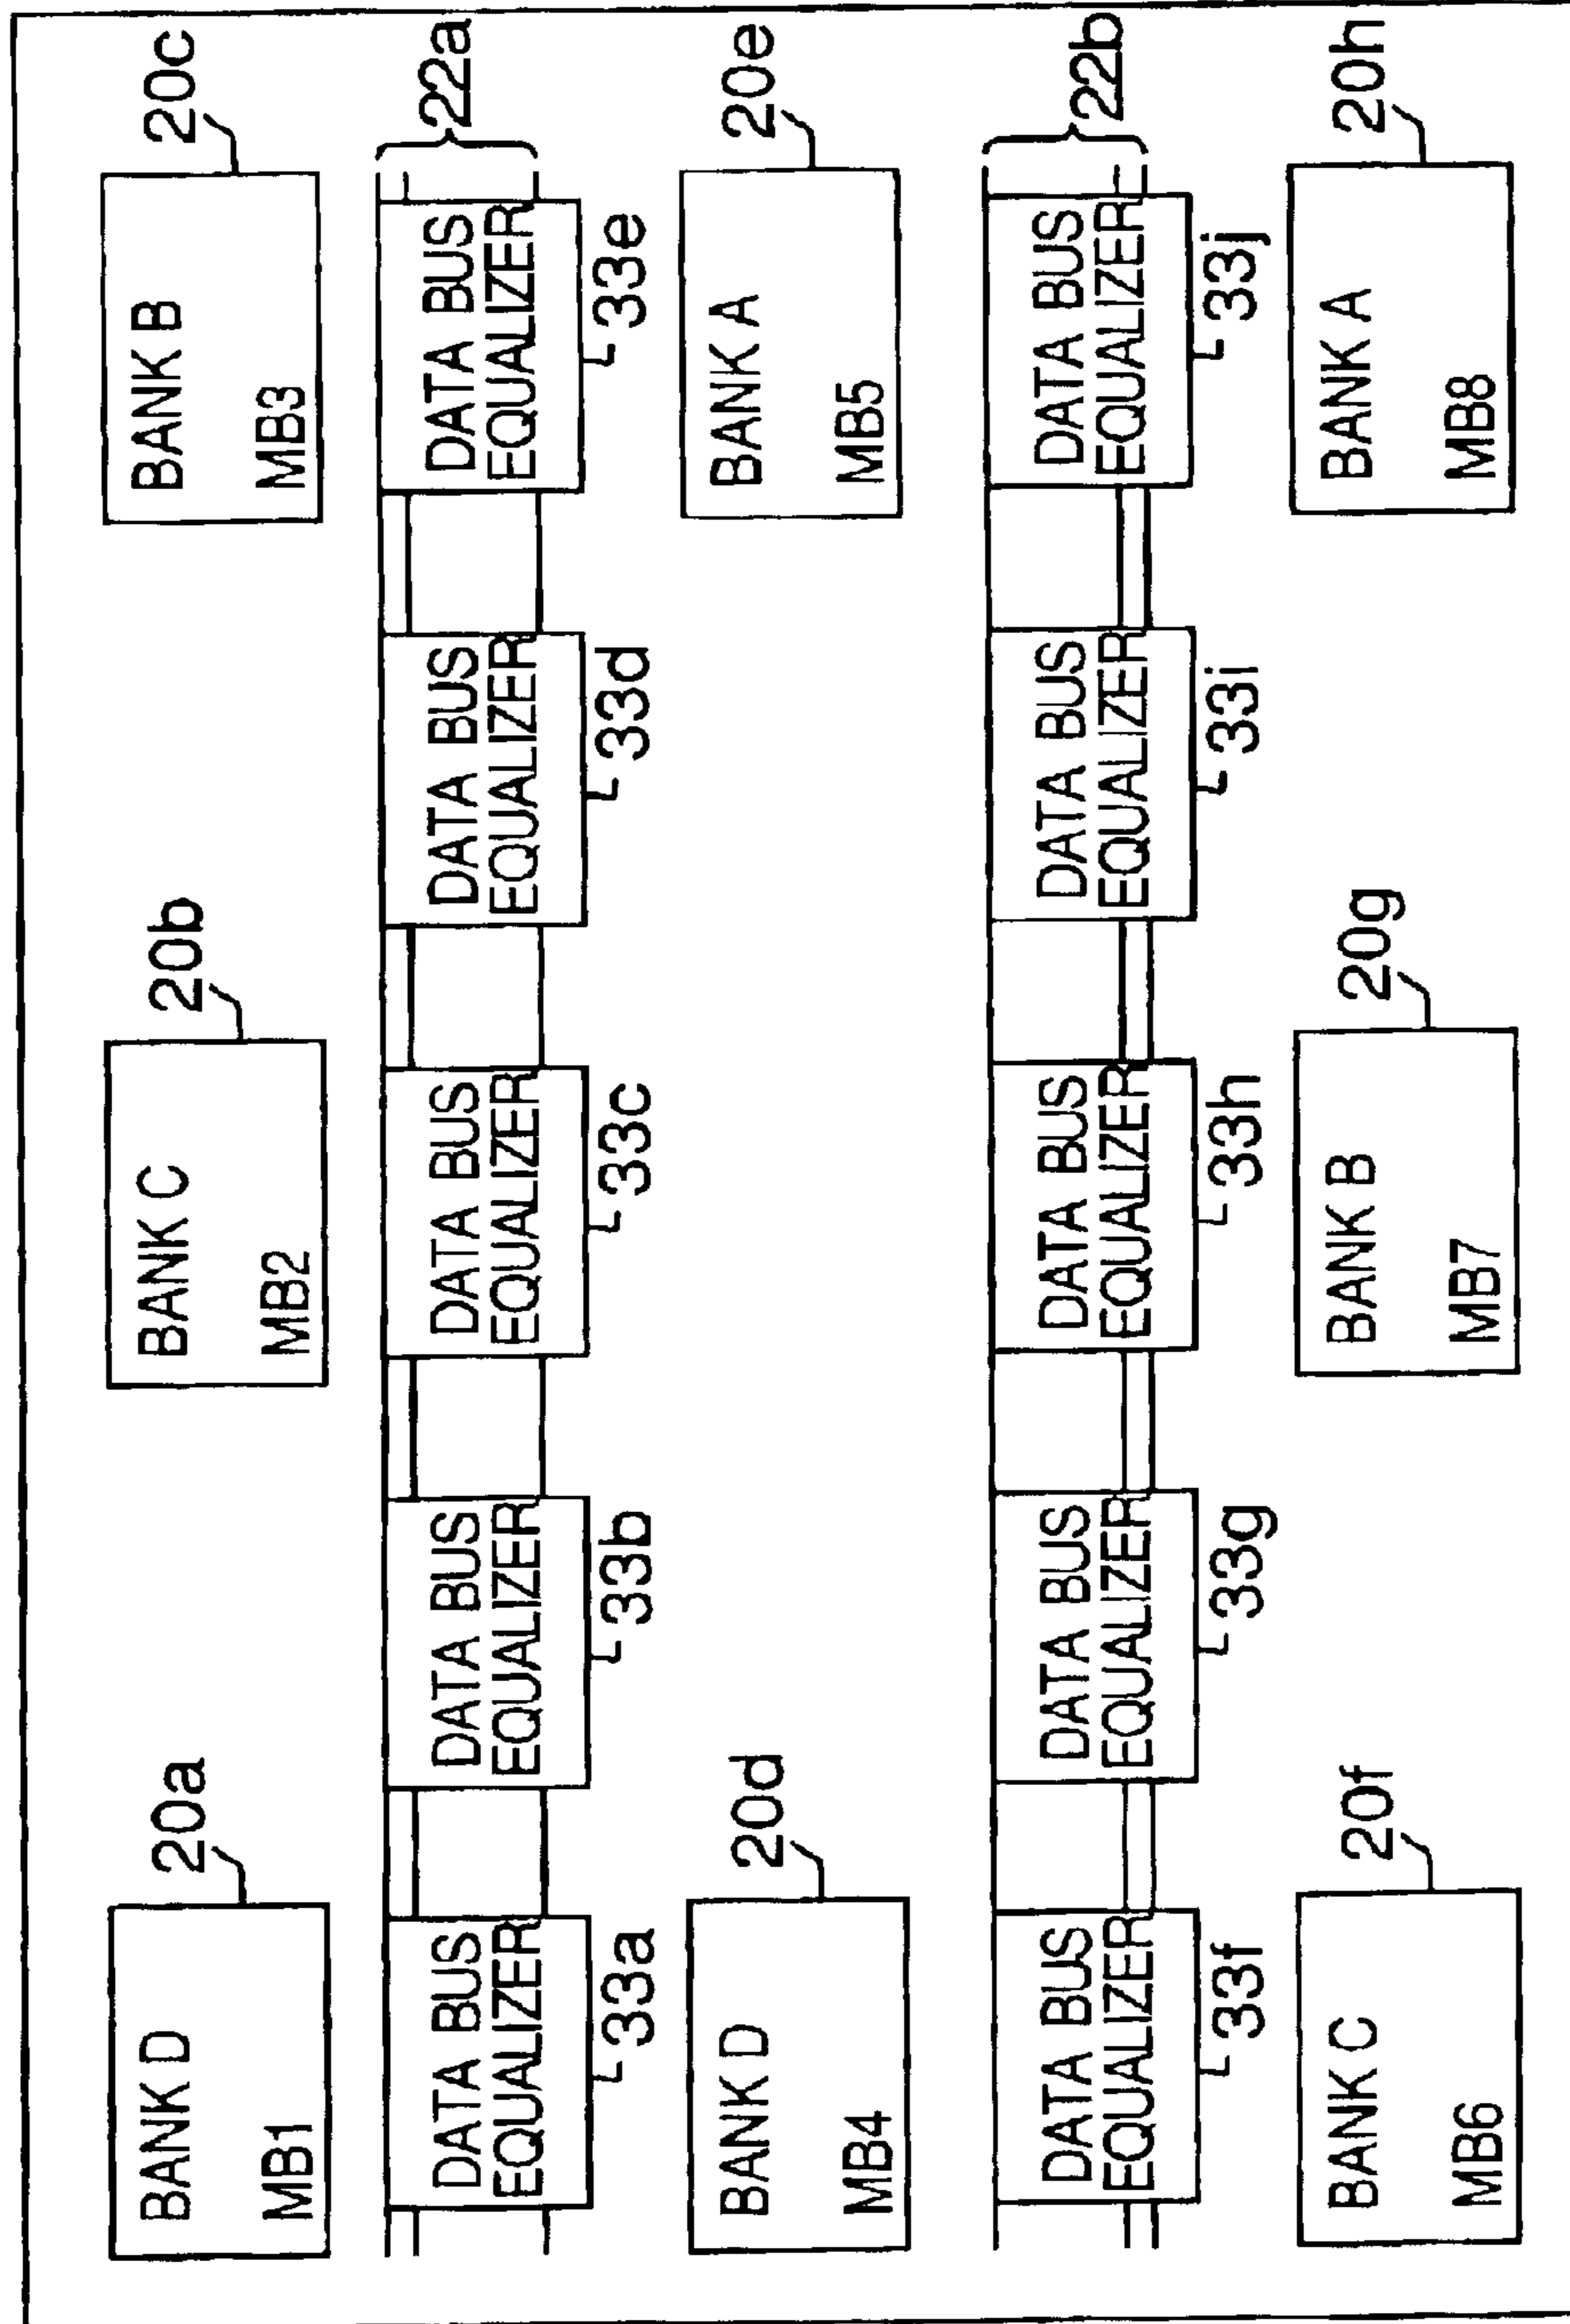 20a
20b
20c
BANK D
MB1
BANK C
MB2
BANK B
MB3
22a
DATA BUS
EQUALIZER
DATA BUS
EQUALIZER
DATA BUS
EQUALIZER
DATA BUS
EQUALIZER
DATA BUS
EQUALIZER
33a
33b
33c
33d
33e
20d
20e
BANK D
MB4
BANK A
MB5
22b
DATA BUS
EQUALIZER
DATA BUS
EQUALIZER
DATA BUS
EQUALIZER
DATA BUS
EQUALIZER
DATA BUS
EQUALIZER
33f
33g
33h
33i
33j
20f
20g
20h
BANK C
MB6
BANK B
MB7
BANK A
MB8